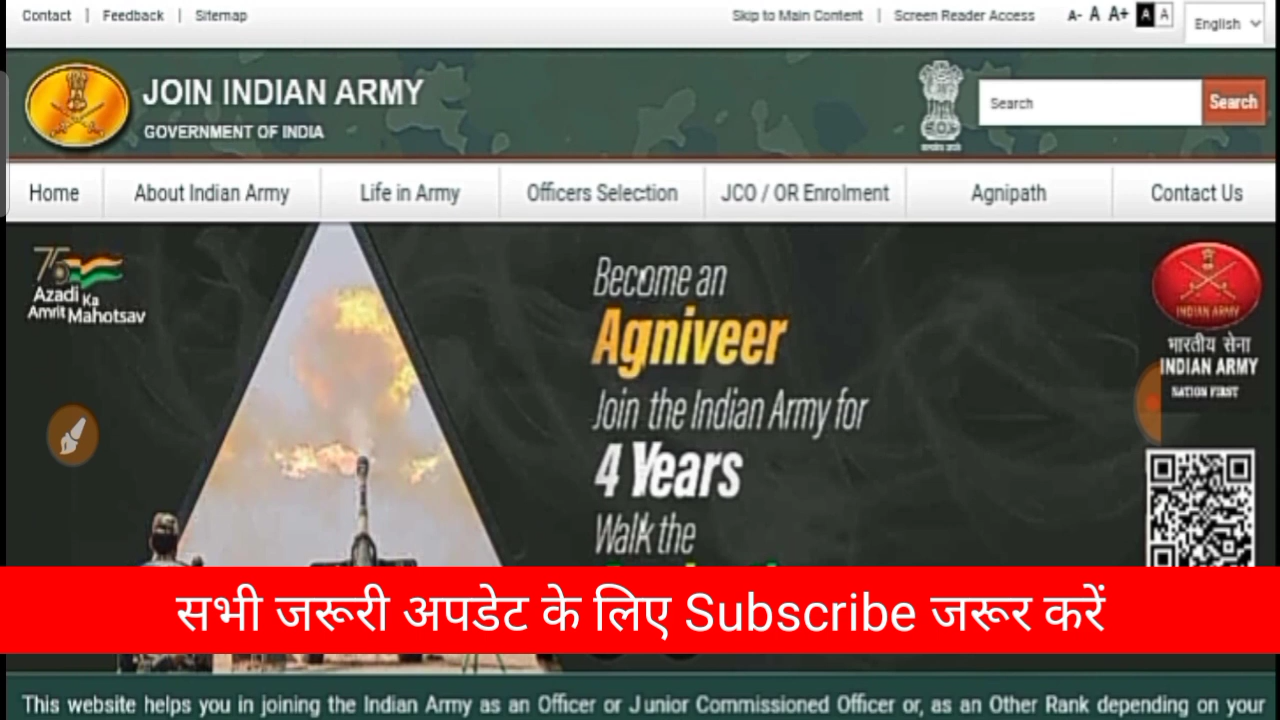 Contact | Feedback | Sitemap
Skip to Main Content | Screen Reader Access A- A A+ A A English
JOIN INDIAN ARMY
GOVERNMENT OF INDIA
Search Search
Home About Indian Army Life in Army Officers Selection JCO / OR Enrolment Agnipath Contact Us
75
Azadi Ka
Amrit Mahotsav
Become an
Agniveer
Join the Indian Army for
4 Years
Walk the
INDIAN ARMY
भारतीय सेना
INDIAN ARMY
NATION FIRST
सभी जरूरी अपडेट के लिए Subscribe जरूर करें
This website helps you in joining the Indian Army as an Officer or Junior Commissioned Officer or, as an Other Rank depending on your